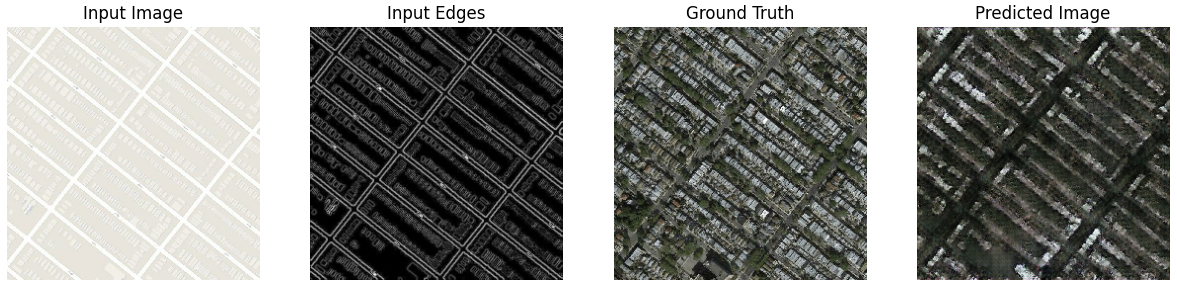 Input Image
Input Edges
Ground Truth
Predicted Image